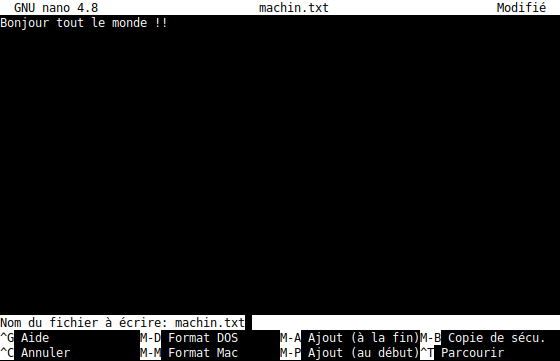 GNU nano 4.8 machin.txt Modifié
Bonjour tout le monde !!
Nom du fichier à écrire: machin.txt
^G Aide M-D Format DOS M-A Ajout (à la fin) M-B Copie de sécu.
^C Annuler M-M Format Mac M-P Ajout (au début) ^T Parcourir